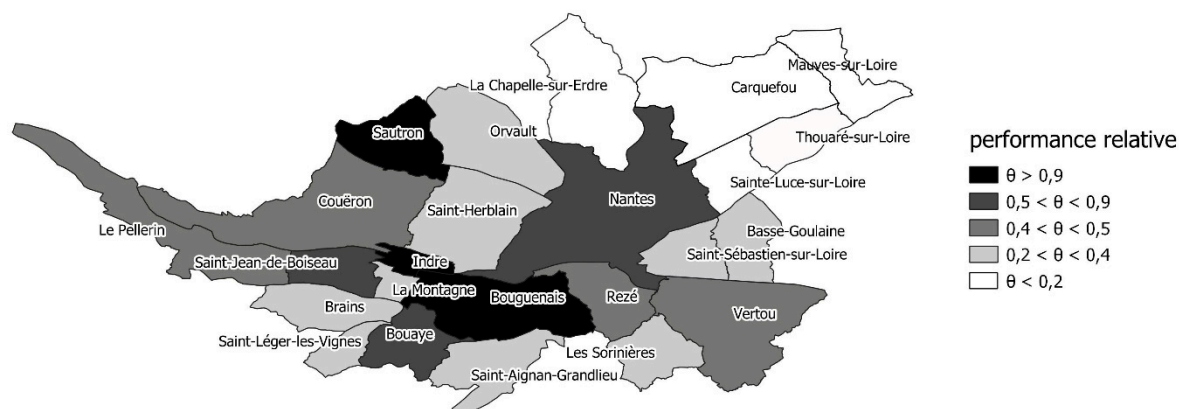 Mauves-sur-Loire
La Chapelle-sur-Erdre
Carquefou
Sautron
Orvault
Thouaré-sur-Loire
Sainte-Luce-sur-Loire
Couëron
Saint-Herblain
Nantes
Le Pellerin
Basse-Goulaine
Saint-Sébastien-sur-Loire
Saint-Jean-de-Boiseau
Indre
La Montagne
Bouguenais
Rezé
Brains
Vertou
Bouaye
Saint-Léger-les-Vignes
Les Sorinières
Saint-Aignan-Grandlieu
performance relative
θ > 0,9
0,5 < θ < 0,9
0,4 < θ < 0,5
0,2 < θ < 0,4
θ < 0,2